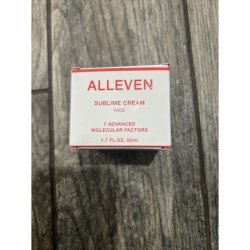 ALLEVEN
SUBLIME CREAM
FACE
7 ADVANCED
MOLECULAR FACTORS
1.7 FL.OZ, 50ml